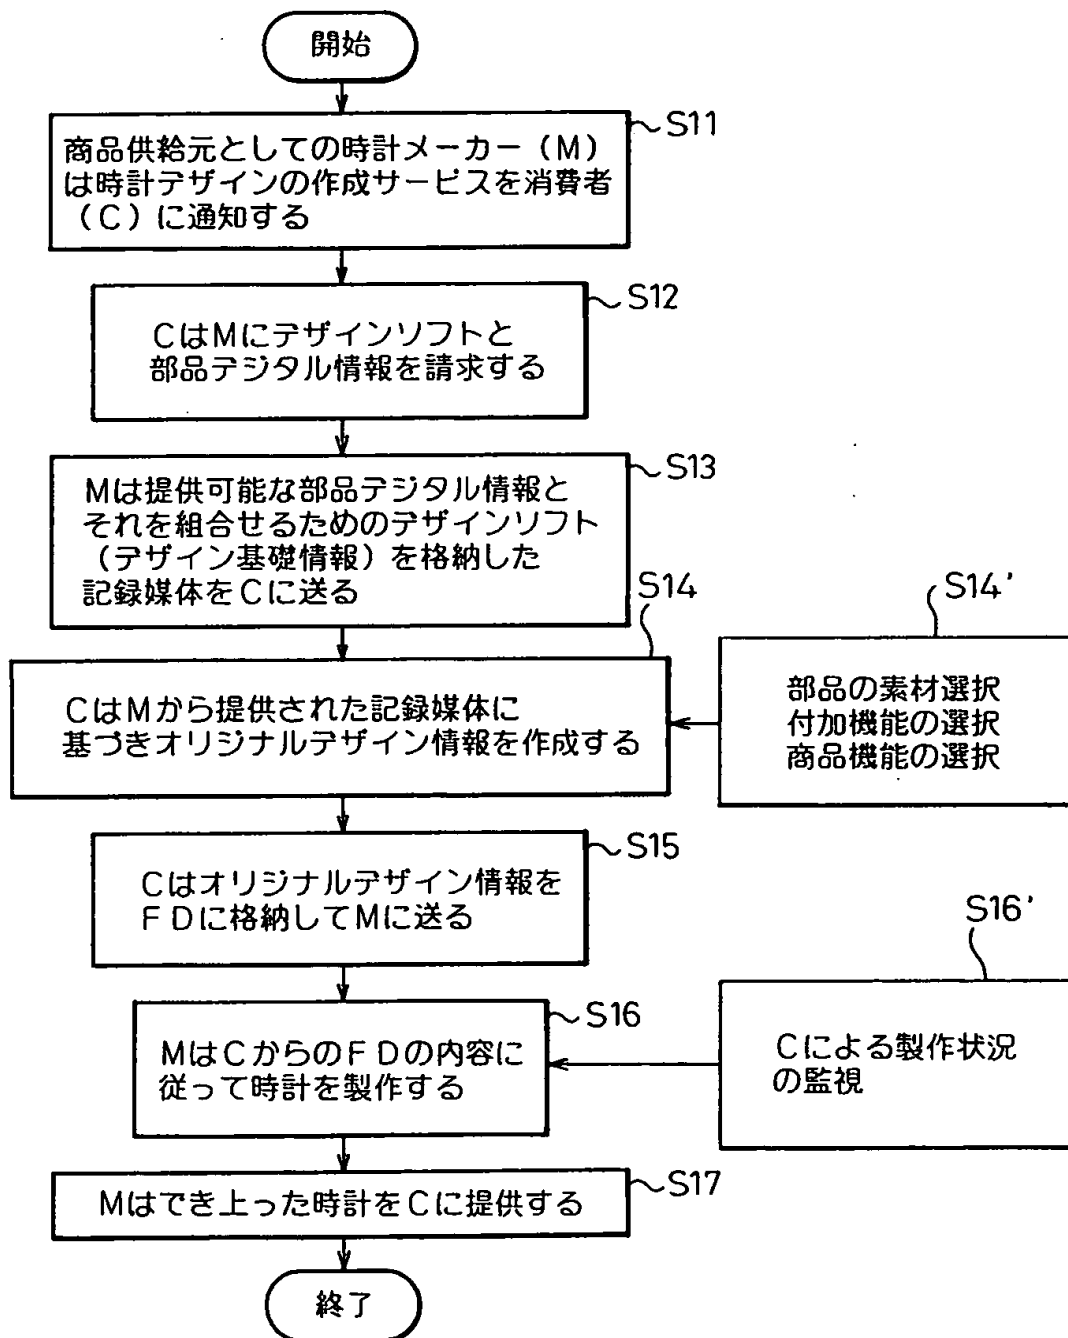 開始
S11
商品供給元としての時計メーカー（M）
は時計デザインの作成サービスを消費者
（C）に通知する
S12
CはMにデザインソフトと
部品デジタル情報を請求する
S13
Mは提供可能な部品デジタル情報と
それを組合せるためのデザインソフト
（デザイン基礎情報）を格納した
記録媒体をCに送る
S14
CはMから提供された記録媒体に
基づきオリジナルデザイン情報を作成する
S14'
部品の素材選択
付加機能の選択
商品機能の選択
S15
Cはオリジナルデザイン情報を
FDに格納してMに送る
S16
MはCからのFDの内容に
従って時計を製作する
S16'
Cによる製作状況
の監視
S17
Mはでき上った時計をCに提供する
終了